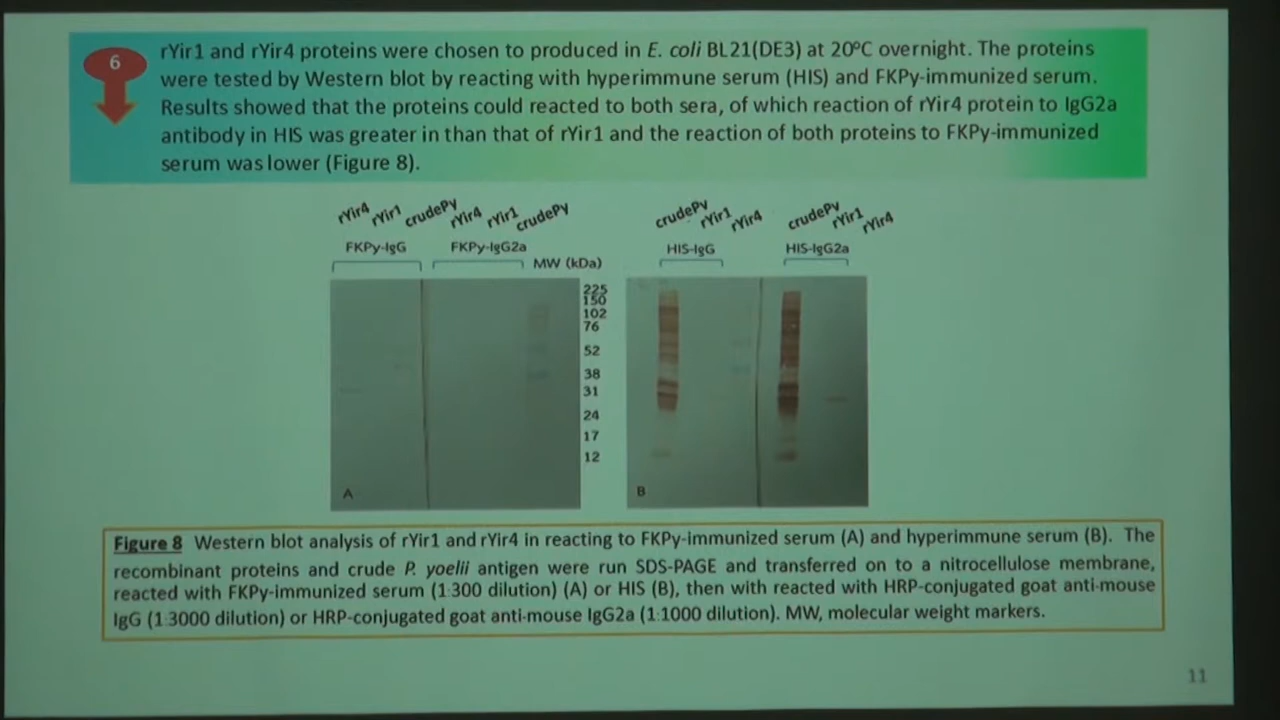 6
rYir1 and rYir4 proteins were chosen to produced in E. coli BL21(DE3) at 20ºC overnight. The proteins
were tested by Western blot by reacting with hyperimmune serum (HIS) and FKPy-immunized serum.
Results showed that the proteins could reacted to both sera, of which reaction of rYir4 protein to IgG2a
antibody in HIS was greater in than that of rYir1 and the reaction of both proteins to FKPy-immunized
serum was lower (Figure 8).
rYir4 rYir1 crudePy rYir4 rYir1 crudePy
FKPy-IgG FKPy-IgG2a MW (kDa)
crudePy rYir1 rYir4 crudePy rYir1 rYir4
HIS-IgG HIS-IgG2a
225
150
102
76
52
38
31
24
17
12
A
B
Figure 8 Western blot analysis of rYir1 and rYir4 in reacting to FKPy-immunized serum (A) and hyperimmune serum (B). The
recombinant proteins and crude P. yoelii antigen were run SDS-PAGE and transferred on to a nitrocellulose membrane,
reacted with FKPy-immunized serum (1:300 dilution) (A) or HIS (B), then with reacted with HRP-conjugated goat anti-mouse
IgG (1:3000 dilution) or HRP-conjugated goat anti-mouse IgG2a (1:1000 dilution). MW, molecular weight markers.
11